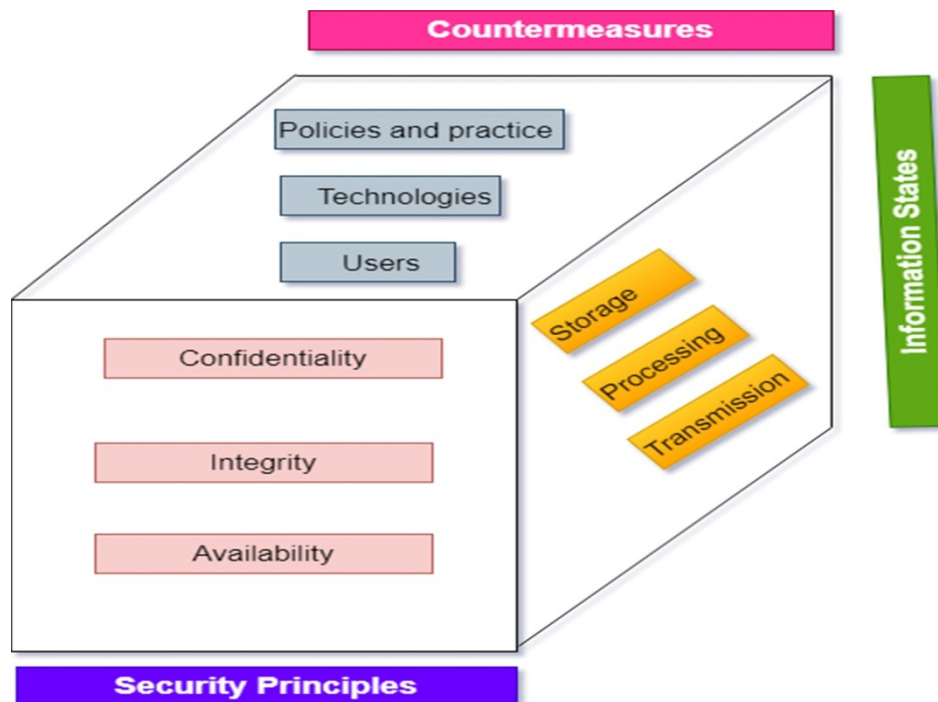 Countermeasures
Policies and practice
Technologies
Users
Information States
Storage
Processing
Transmission
Confidentiality
Integrity
Availability
Security Principles